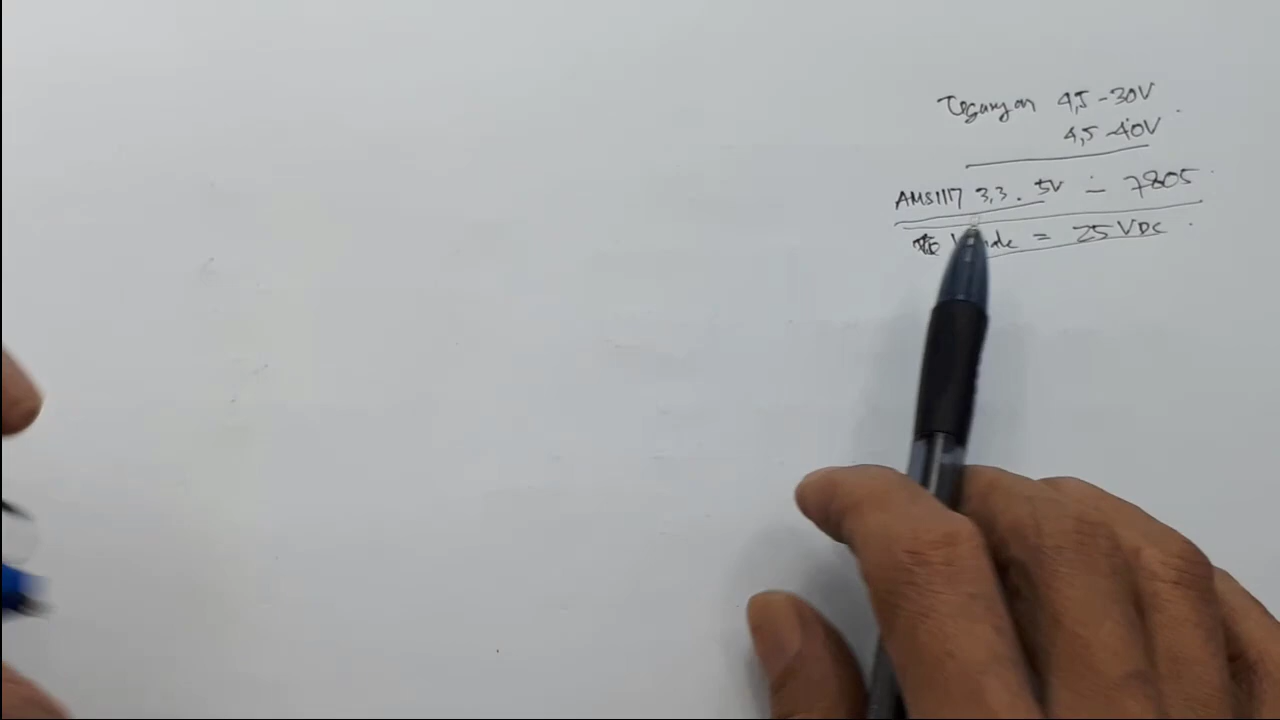 Tegangan 4,5-30V
4,5-40V
AMS1117 3,3. 5V - 7805
= 25 VDC